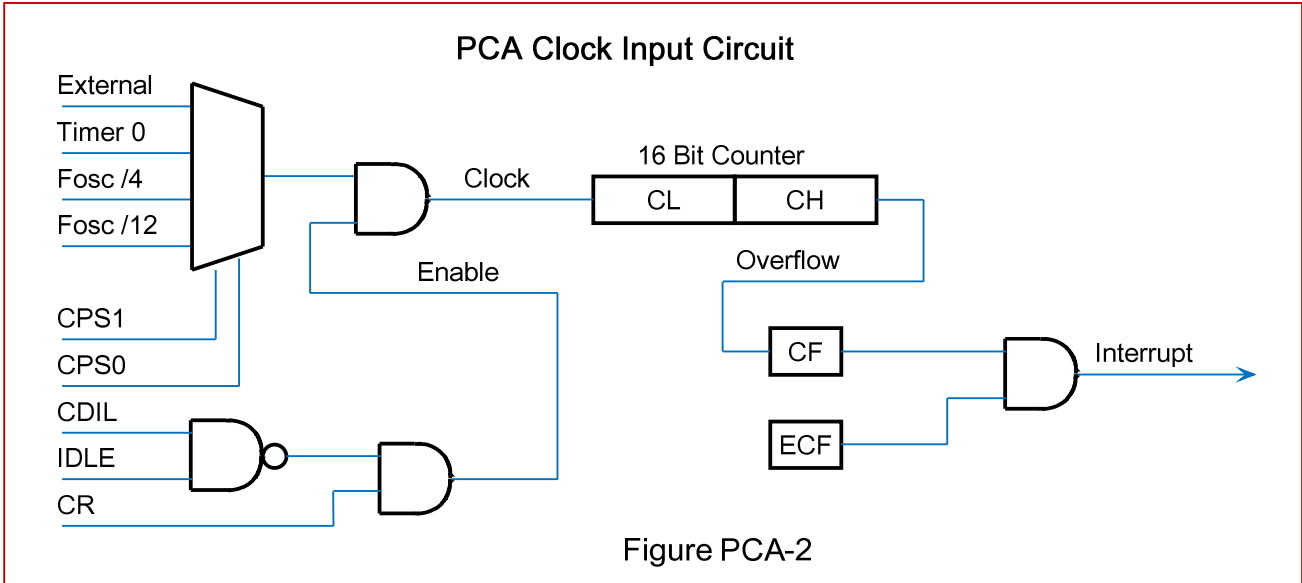 PCA Clock Input Circuit
External
Timer 0
Fosc /4
Fosc /12
CPS1
CPS0
CDIL
IDLE
CR
Clock
Enable
16 Bit Counter
CL
CH
Overflow
CF
ECF
Interrupt
Figure PCA-2